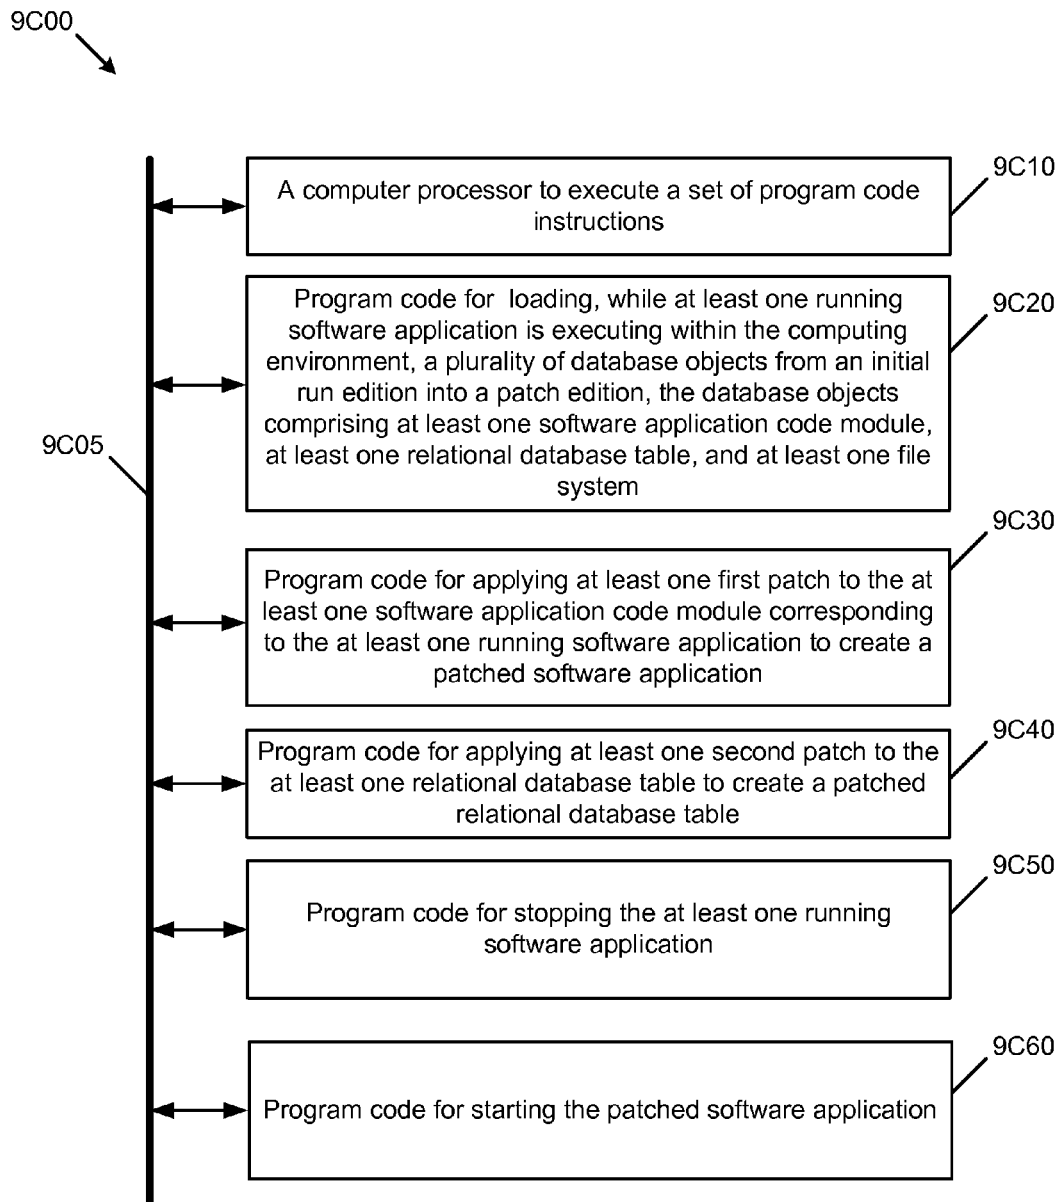 9C00
9C10
A computer processor to execute a set of program code
instructions
9C20
Program code for loading, while at least one running
software application is executing within the computing
environment, a plurality of database objects from an initial
run edition into a patch edition, the database objects
comprising at least one software application code module,
at least one relational database table, and at least one file
system
9C05
9C30
Program code for applying at least one first patch to the at
least one software application code module corresponding
to the at least one running software application to create a
patched software application
9C40
Program code for applying at least one second patch to the
at least one relational database table to create a patched
relational database table
9C50
Program code for stopping the at least one running
software application
9C60
Program code for starting the patched software application